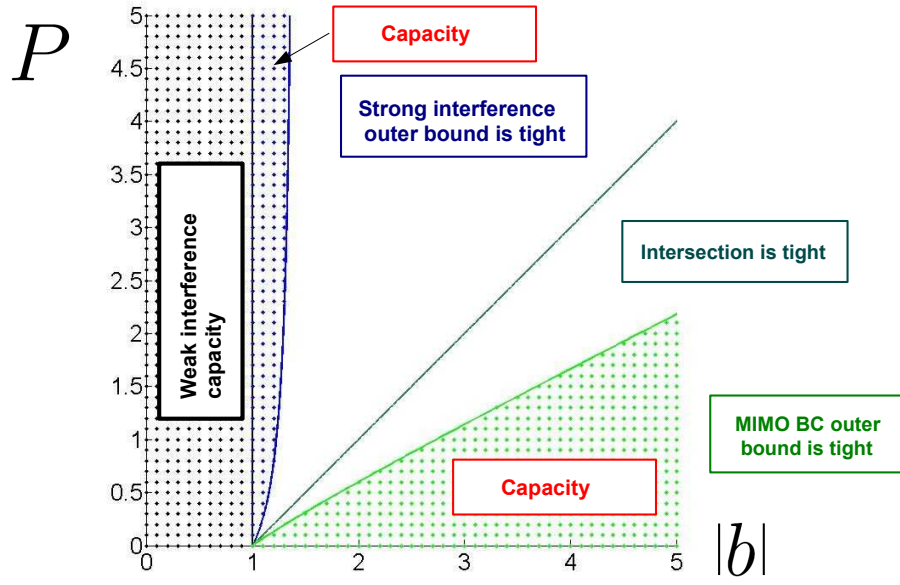 P
5
4.5
4
3.5
3
2.5
2
1.5
1
0.5
0
0
1
2
3
4
5
|b|
Capacity
Strong interference
outer bound is tight
Weak interference
capacity
Intersection is tight
MIMO BC outer
bound is tight
Capacity